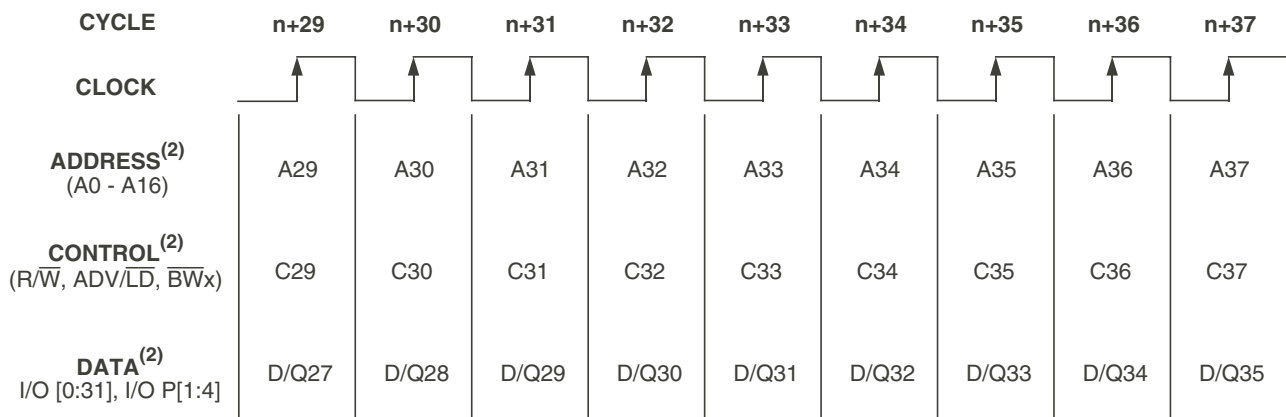 CYCLE n+29 n+30 n+31 n+32 n+33 n+34 n+35 n+36 n+37
CLOCK
ADDRESS(2)
(A0 - A16) A29 A30 A31 A32 A33 A34 A35 A36 A37
CONTROL(2)
(R/W̅, ADV/L̅D̅, B̅W̅x) C29 C30 C31 C32 C33 C34 C35 C36 C37
DATA(2)
I/O [0:31], I/O P[1:4] D/Q27 D/Q28 D/Q29 D/Q30 D/Q31 D/Q32 D/Q33 D/Q34 D/Q35